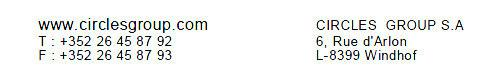 www.circlesgroup.com
T : +352 26 45 87 92
F : +352 26 45 87 93
CIRCLES GROUP S.A
6, Rue d'Arlon
L-8399 Windhof